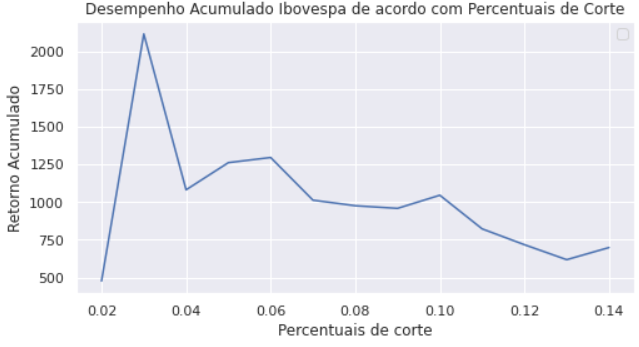 Desempenho Acumulado Ibovespa de acordo com Percentuais de Corte
Retorno Acumulado
2000
1750
1500
1250
1000
750
500
0.02 0.04 0.06 0.08 0.10 0.12 0.14
Percentuais de corte